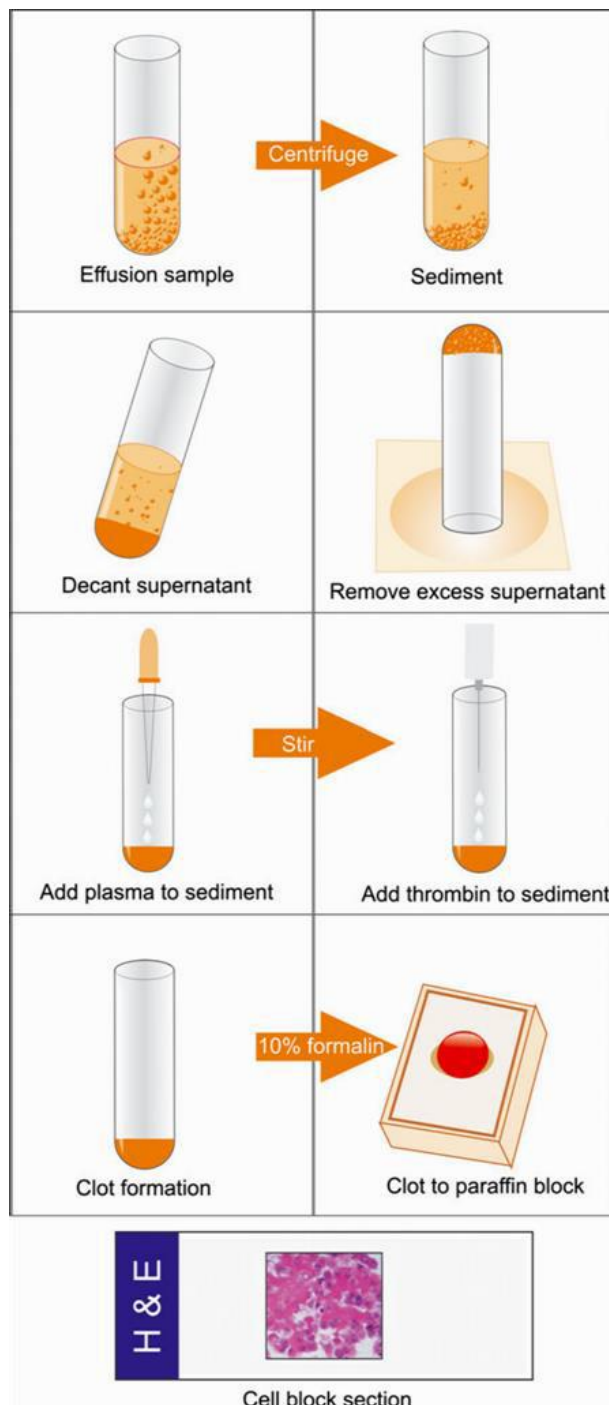 Centrifuge
Effusion sample
Sediment
Decant supernatant
Remove excess supernatant
Stir
Add plasma to sediment
Add thrombin to sediment
10% formalin
Clot formation
Clot to paraffin block
H & E
Cell block section